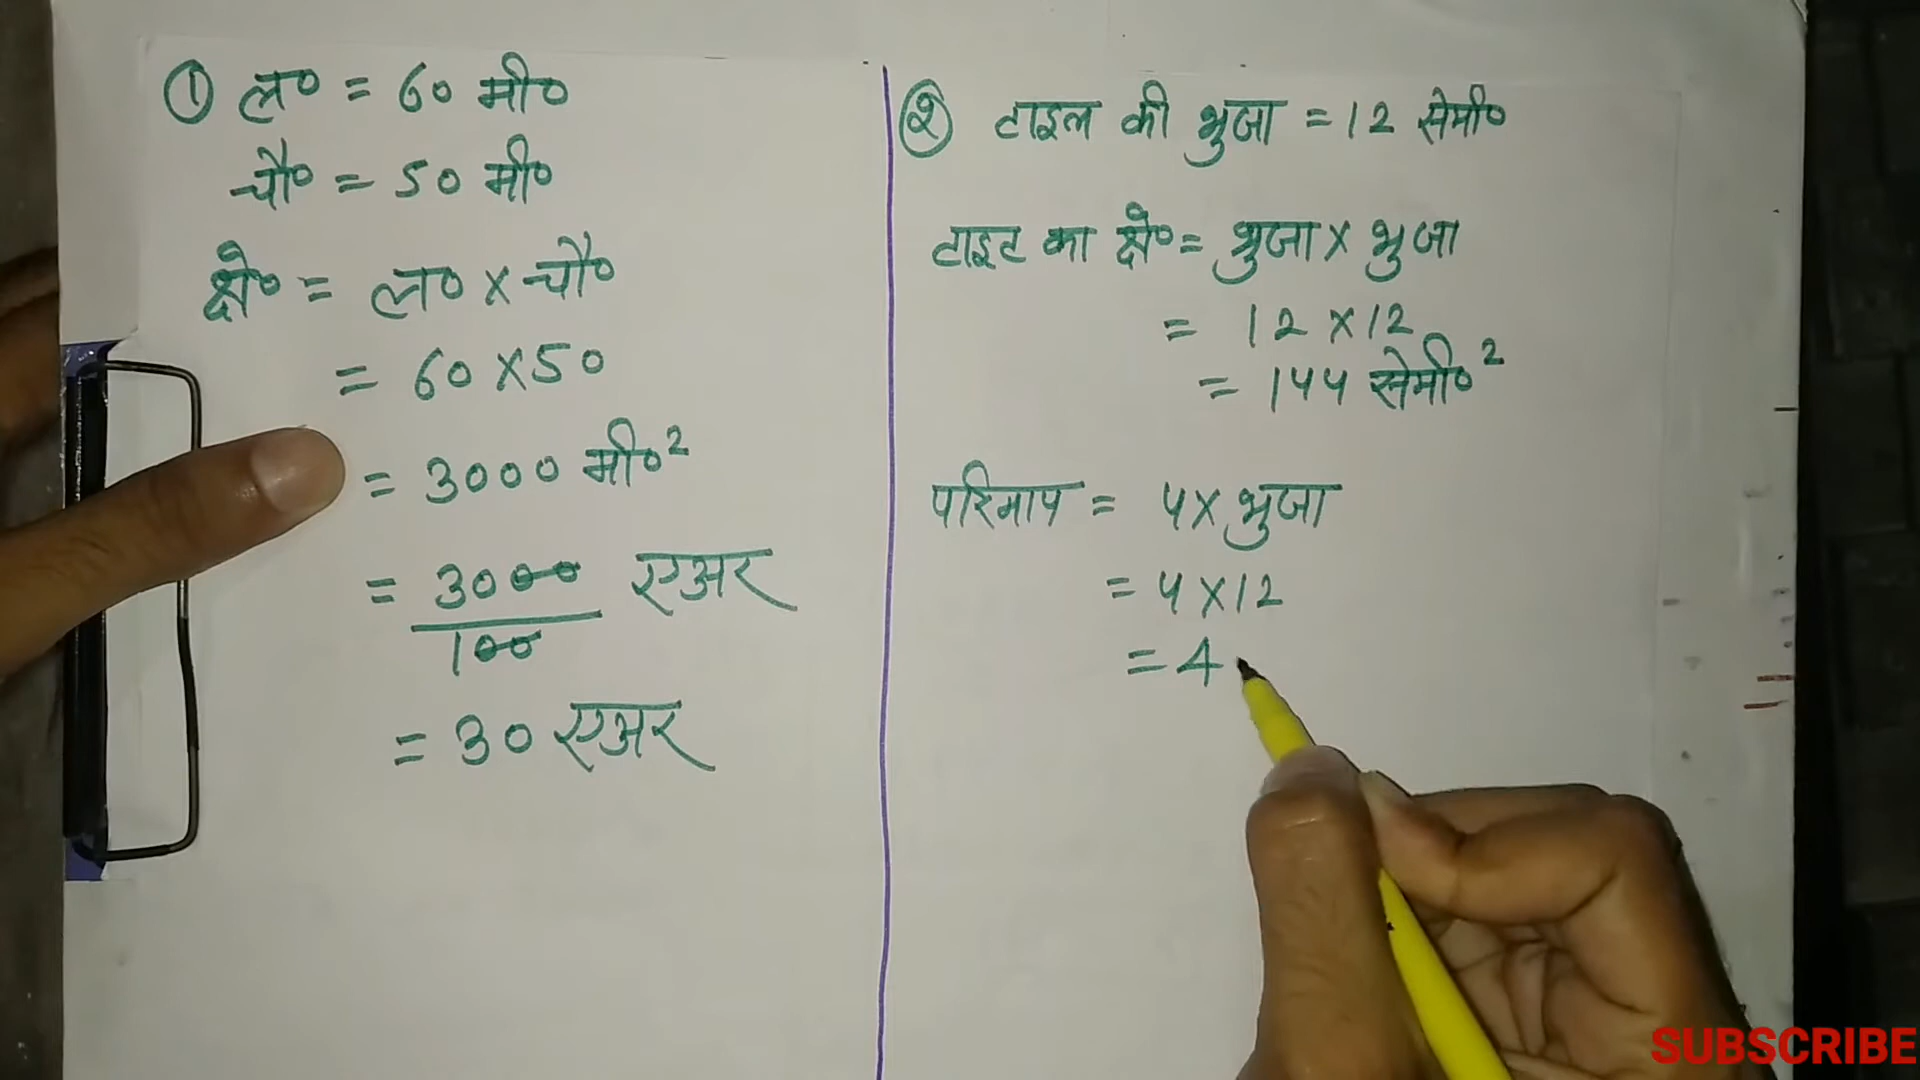 ① ल० = 60 मी०
चौ० = 50 मी०
क्षे० = ल० × चौ०
= 60 × 50
= 3000 मी०²
= 3000/100 एअर
= 30 एअर
② टाइल की भुजा = 12 सेमी०
टाइट का क्षे० = भुजा × भुजा
= 12 × 12
= 144 सेमी०²
परिमाप = 4 × भुजा
= 4 × 12
= 4
SUBSCRIBE